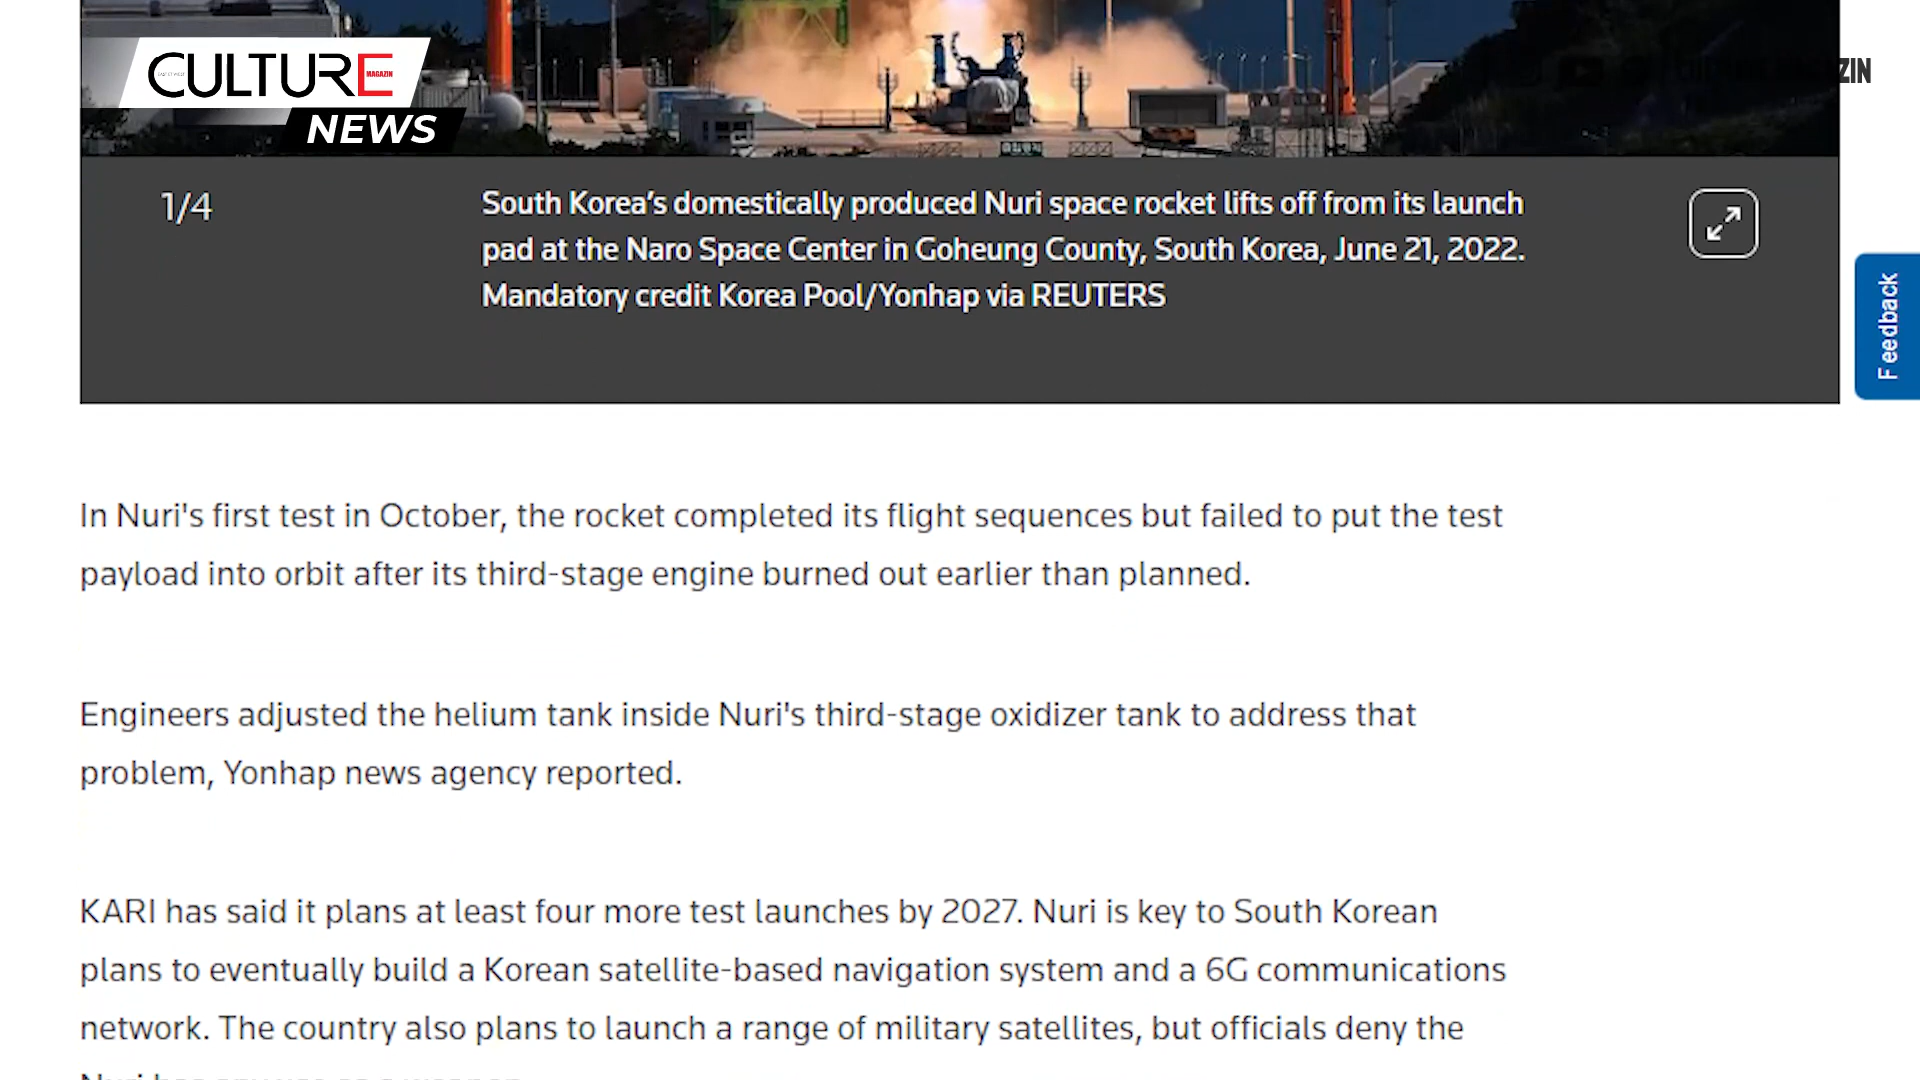 CULTURE
MAGAZIN
NEWS
ZIN
1/4
South Korea's domestically produced Nuri space rocket lifts off from its launch
pad at the Naro Space Center in Goheung County, South Korea, June 21, 2022.
Mandatory credit Korea Pool/Yonhap via REUTERS
Feedback
In Nuri's first test in October, the rocket completed its flight sequences but failed to put the test
payload into orbit after its third-stage engine burned out earlier than planned.
Engineers adjusted the helium tank inside Nuri's third-stage oxidizer tank to address that
problem, Yonhap news agency reported.
KARI has said it plans at least four more test launches by 2027. Nuri is key to South Korean
plans to eventually build a Korean satellite-based navigation system and a 6G communications
network. The country also plans to launch a range of military satellites, but officials deny the